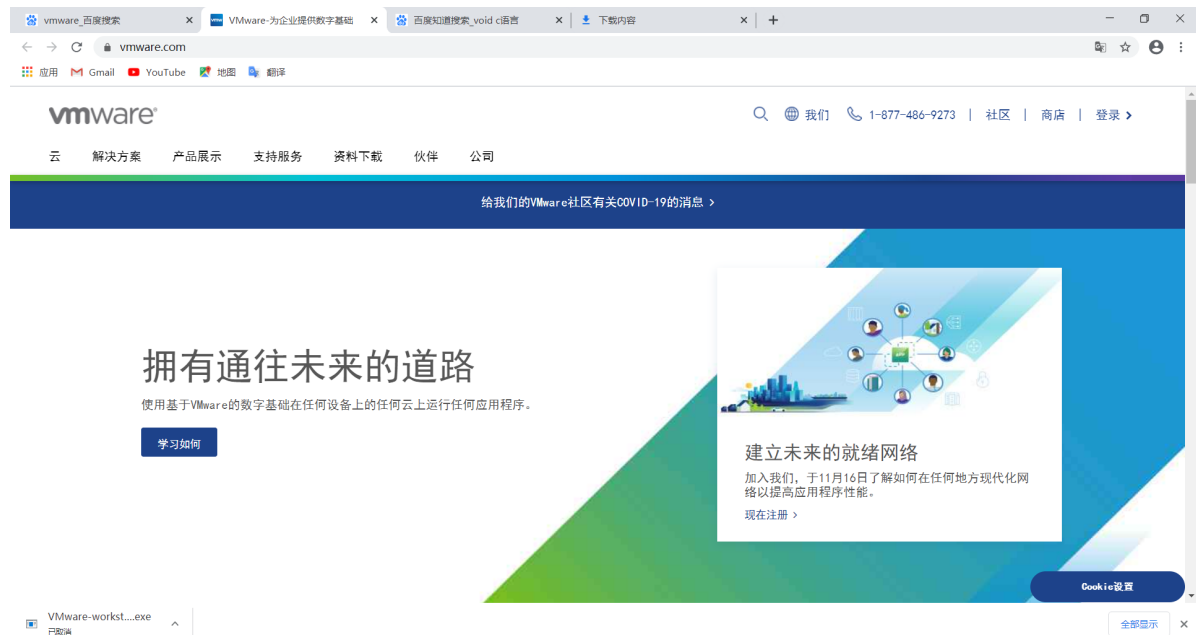 vmware_百度搜索
VMware-为企业提供数字基础
百度知道搜索_void c语言
下载内容
vmware.com
应用
Gmail
YouTube
地图
翻译
vmware
我们
1-877-486-9273
社区
商店
登录
云
解决方案
产品展示
支持服务
资料下载
伙伴
公司
给我们的VMware社区有关COVID-19的消息
拥有通往未来的道路
使用基于VMware的数字基础在任何设备上的任何云上运行任何应用程序。
学习如何
建立未来的就绪网络
加入我们，于11月16日了解如何在任何地方现代化网
络以提高应用程序性能。
现在注册
Cookie设置
VMware-workst....exe
已取消
全部显示